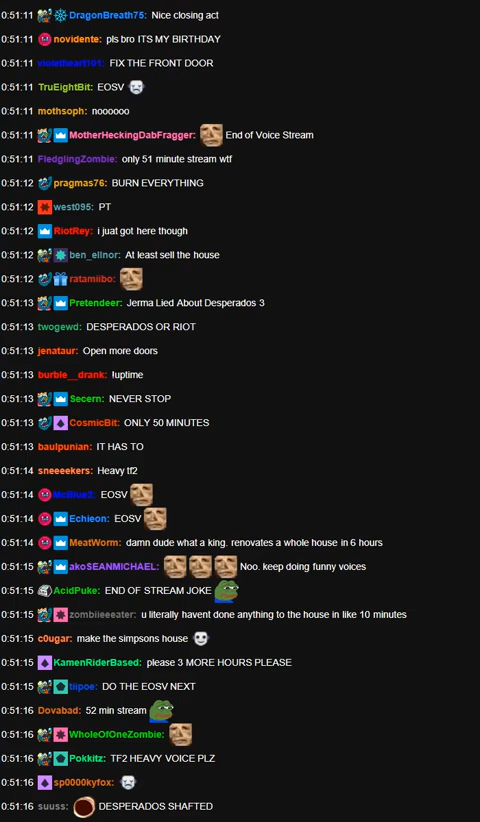 0:51:11 DragonBreath75: Nice closing act
0:51:11 novidente: pls bro ITS MY BIRTHDAY
0:51:11 violetheart101: FIX THE FRONT DOOR
0:51:11 TruEightBit: EOSV
0:51:11 mothsoph: noooooo
0:51:11 MotherHeckingDabFragger: End of Voice Stream
0:51:11 FledglingZombie: only 51 minute stream wtf
0:51:12 pragmas76: BURN EVERYTHING
0:51:12 west095: PT
0:51:12 RiotRey: i juat got here though
0:51:12 ben_ellnor: At least sell the house
0:51:12 ratamiibo:
0:51:13 Pretendeer: Jerma Lied About Desperados 3
0:51:13 twogewd: DESPERADOS OR RIOT
0:51:13 jenataur: Open more doors
0:51:13 burble__drank: !uptime
0:51:13 Secern: NEVER STOP
0:51:13 CosmicBit: ONLY 50 MINUTES
0:51:13 baulpunian: IT HAS TO
0:51:14 sneeekers: Heavy tf2
0:51:14 McBlue2: EOSV
0:51:14 Echieon: EOSV
0:51:14 MeatWorm: damn dude what a king. renovates a whole house in 6 hours
0:51:15 akoSEANMICHAEL: Noo. keep doing funny voices
0:51:15 AcidPuke: END OF STREAM JOKE
0:51:15 zombiieeeater: u literally havent done anything to the house in like 10 minutes
0:51:15 c0ugar: make the simpsons house
0:51:15 KamenRiderBased: please 3 MORE HOURS PLEASE
0:51:15 tlipoe: DO THE EOSV NEXT
0:51:16 Dovabad: 52 min stream
0:51:16 WholeOfOneZombie:
0:51:16 Pokkitz: TF2 HEAVY VOICE PLZ
0:51:16 sp0000kyfox:
0:51:16 suuss: DESPERADOS SHAFTED